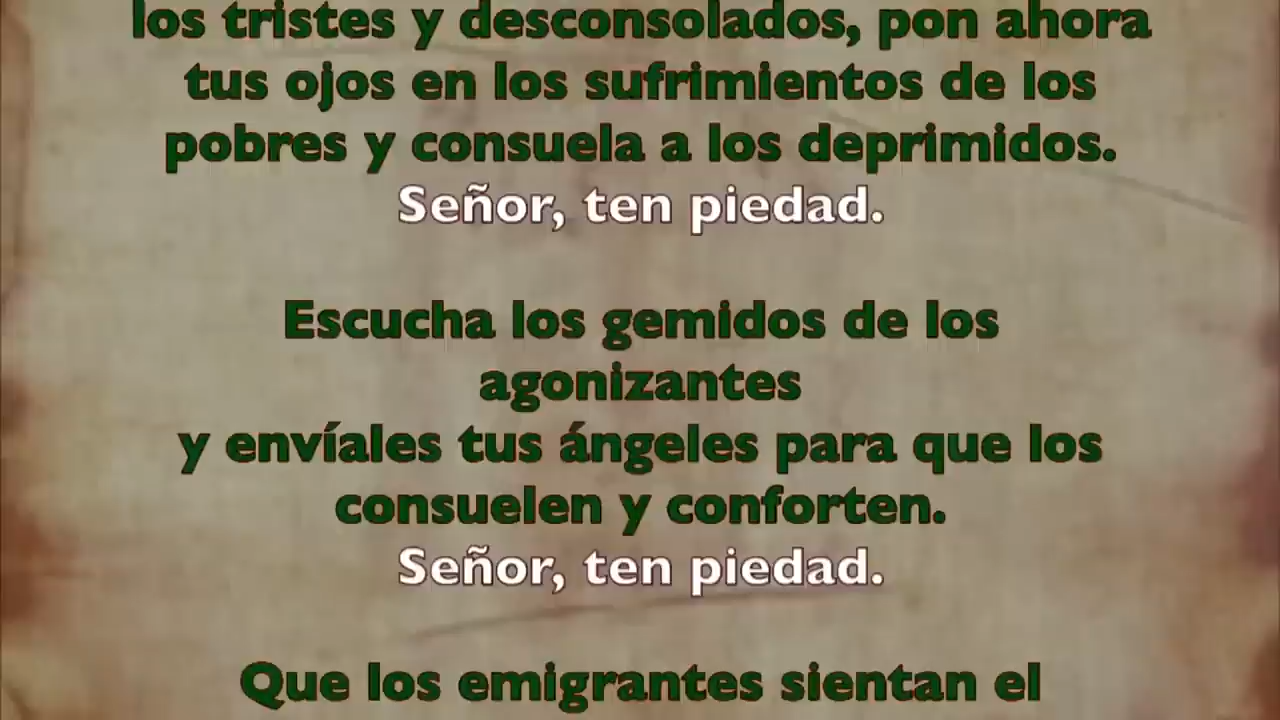 los tristes y desconsolados, pon ahora
tus ojos en los sufrimientos de los
pobres y consuela a los deprimidos.
Señor, ten piedad.
Escucha los gemidos de los
agonizantes
y envíales tus ángeles para que los
consuelen y conforten.
Señor, ten piedad.
Que los emigrantes sientan el